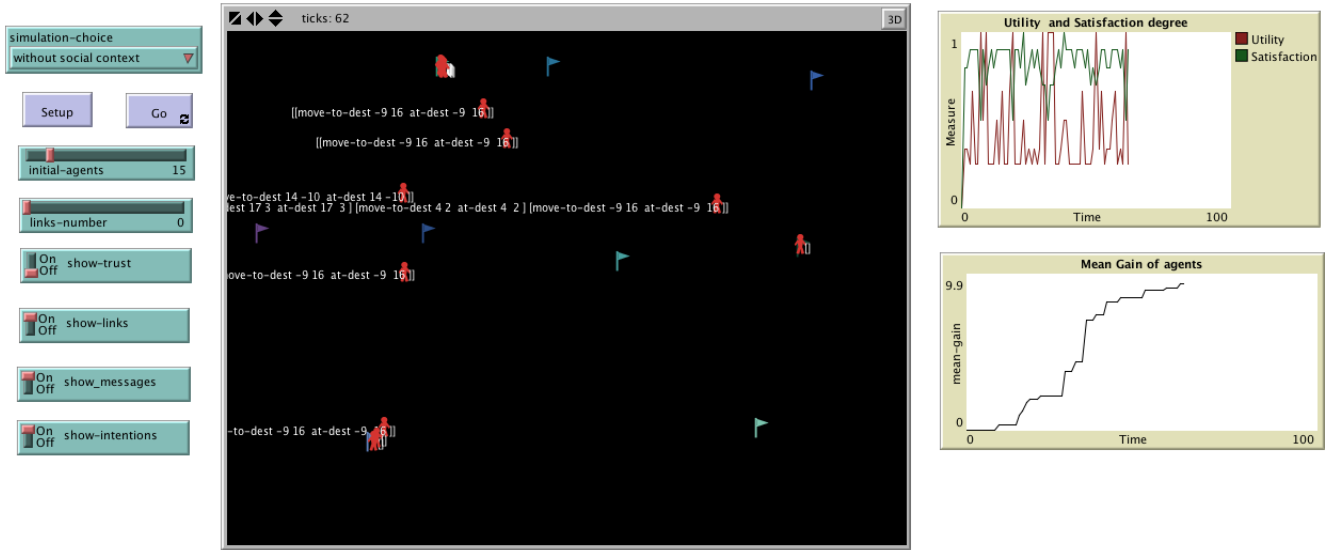 simulation-choice
without social context
Setup
Go
initial-agents 15
links-number 0
On
Off
show-trust
On
Off
show-links
On
Off
show_messages
On
Off
show-intentions
ticks: 62
3D
[[move-to-dest -9 16 at-dest -9 16 ]]
[[move-to-dest -9 16 at-dest -9 16 ]]
ve-to-dest 14 -10 at-dest 14 -10 ]]
dest 17 3 at-dest 17 3 ] [move-to-dest 4 2 at-dest 4 2 ] [move-to-dest -9 16 at-dest -9 16 ]]
]]
move-to-dest -9 16 at-dest -9 16 ]]
-to-dest -9 16 at-dest -9 16 ]]
]]
Utility and Satisfaction degree
1
Measure
0
0
Time
100
Utility
Satisfaction
Mean Gain of agents
9.9
mean-gain
0
0
Time
100